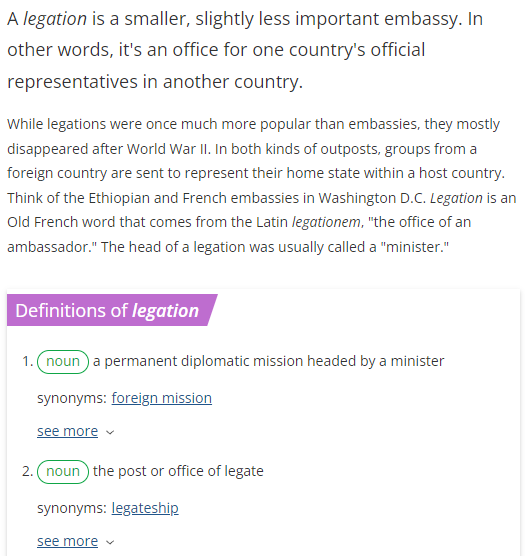 A legation is a smaller, slightly less important embassy. In
other words, it's an office for one country's official
representatives in another country.
While legations were once much more popular than embassies, they mostly
disappeared after World War II. In both kinds of outposts, groups from a
foreign country are sent to represent their home state within a host country.
Think of the Ethiopian and French embassies in Washington D.C. Legation is an
Old French word that comes from the Latin legationem, "the office of an
ambassador." The head of a legation was usually called a "minister."
Definitions of legation
1. noun a permanent diplomatic mission headed by a minister
synonyms: foreign mission
see more
2. noun the post or office of legate
synonyms: legateship
see more